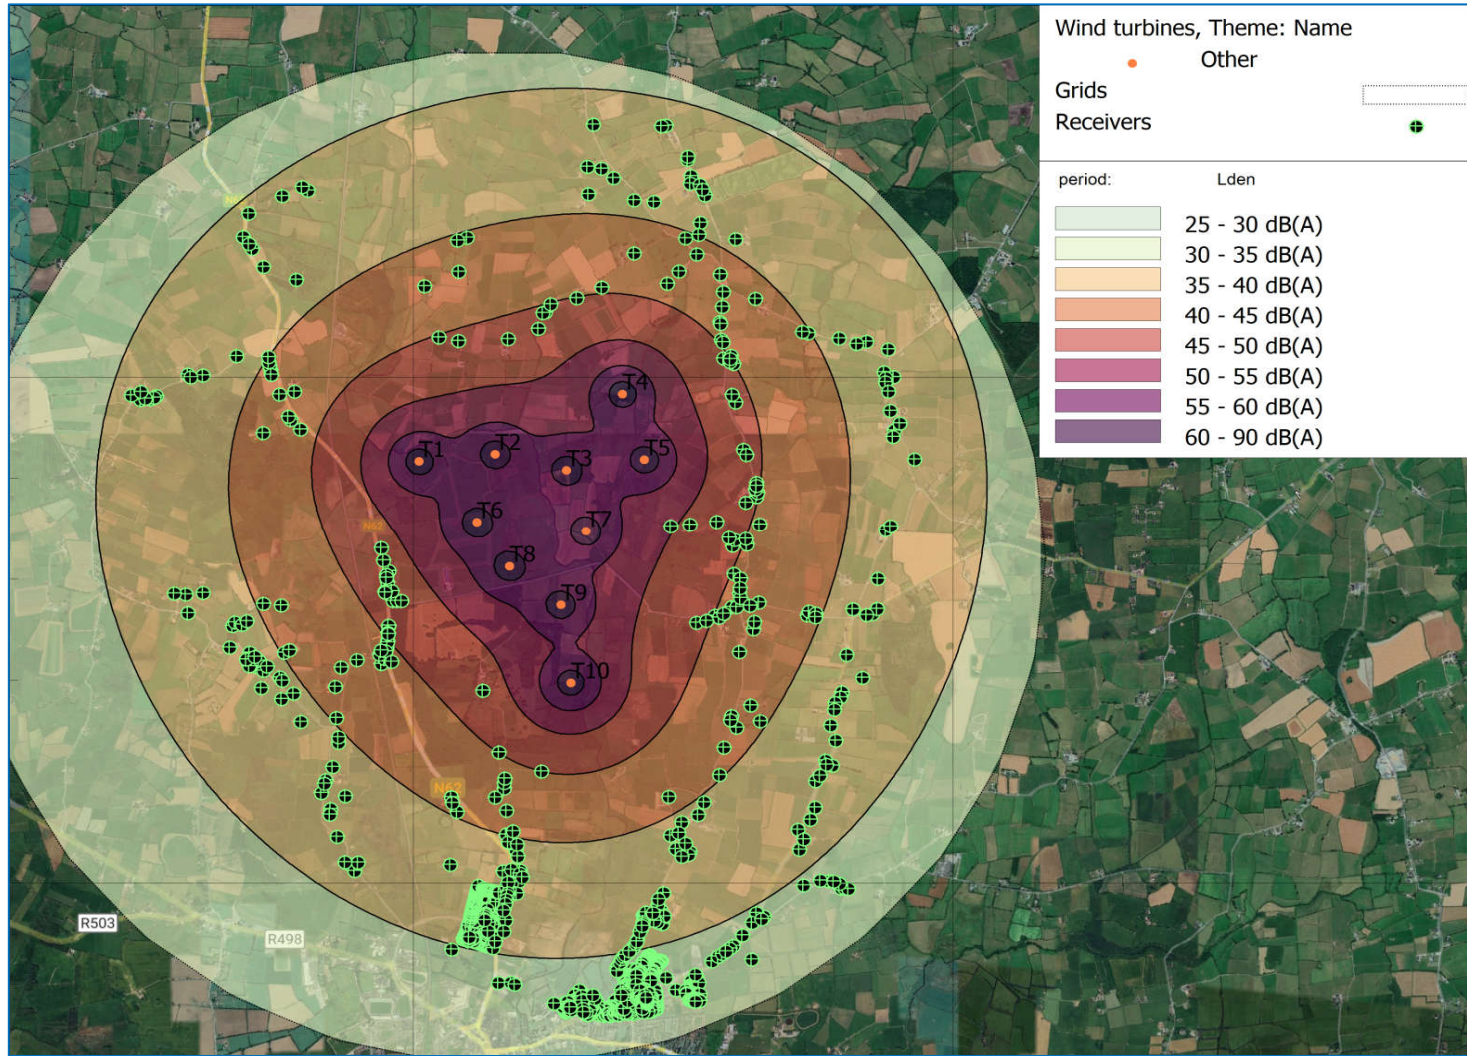 Wind turbines, Theme: Name
Other
Grids
Receivers
period: Lden
25 - 30 dB(A)
30 - 35 dB(A)
35 - 40 dB(A)
40 - 45 dB(A)
45 - 50 dB(A)
50 - 55 dB(A)
55 - 60 dB(A)
60 - 90 dB(A)
T4
T1
T2
T3
T5
T6
N62
T7
T8
T9
T10
N62
R503
R498